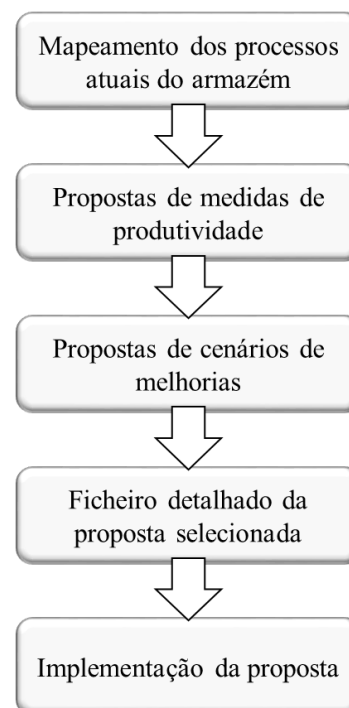 Mapeamento dos processos
atuais do armazém
Propostas de medidas de
produtividade
Propostas de cenários de
melhorias
Ficheiro detalhado da
proposta selecionada
Implementação da proposta